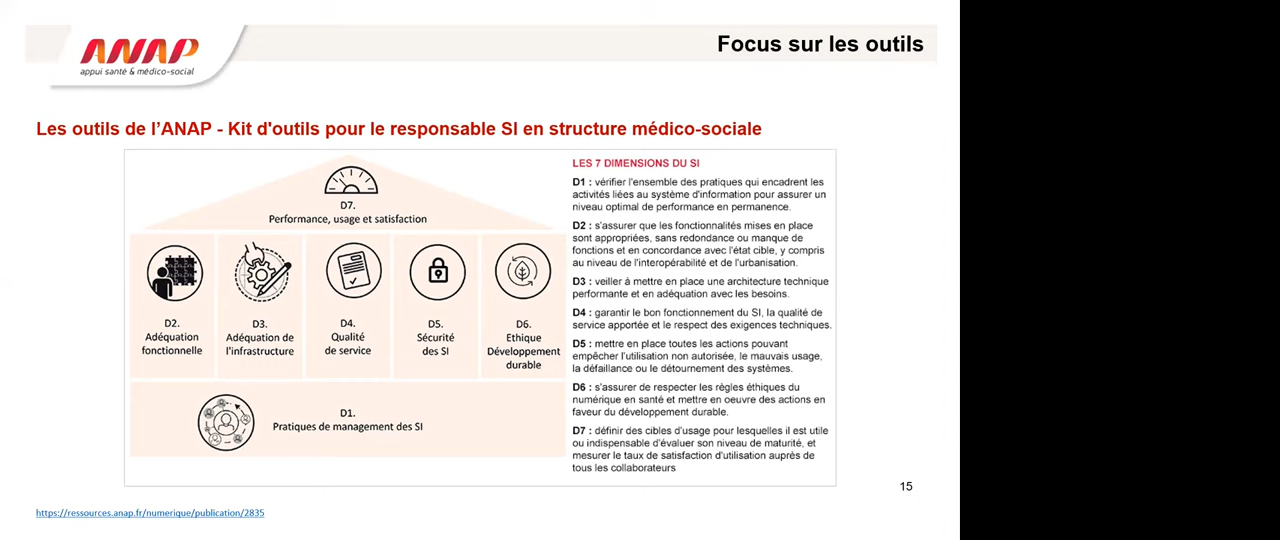 ANAP
appui santé & médico-social
Focus sur les outils
Les outils de l'ANAP - Kit d'outils pour le responsable SI en structure médico-sociale
D7.
Performance, usage et satisfaction
D2.
Adéquation
fonctionnelle
D3.
Adéquation de
l'infrastructure
D4.
Qualité
de service
D5.
Sécurité
des SI
D6.
Ethique
Développement
durable
D1.
Pratiques de management des SI
LES 7 DIMENSIONS DU SI
D1 : vérifier l'ensemble des pratiques qui encadrent les
activités liées au système d'information pour assurer un
niveau optimal de performance en permanence.
D2 : s'assurer que les fonctionnalités mises en place
sont appropriées, sans redondance ou manque de
fonctions et en concordance avec l'état cible, y compris
au niveau de l'interopérabilité et de l'urbanisation.
D3 : veiller à mettre en place une architecture technique
performante et en adéquation avec les besoins.
D4 : garantir le bon fonctionnement du SI, la qualité de
service apportée et le respect des exigences techniques.
D5 : mettre en place toutes les actions pouvant
empêcher l'utilisation non autorisée, le mauvais usage,
la défaillance ou le détournement des systèmes.
D6 : s'assurer de respecter les règles éthiques du
numérique en santé et mettre en oeuvre des actions en
faveur du développement durable.
D7 : définir des cibles d'usage pour lesquelles il est utile
ou indispensable d'évaluer son niveau de maturité, et
mesurer le taux de satisfaction d'utilisation auprès de
tous les collaborateurs
15
https://ressources.anap.fr/numerique/publication/2835